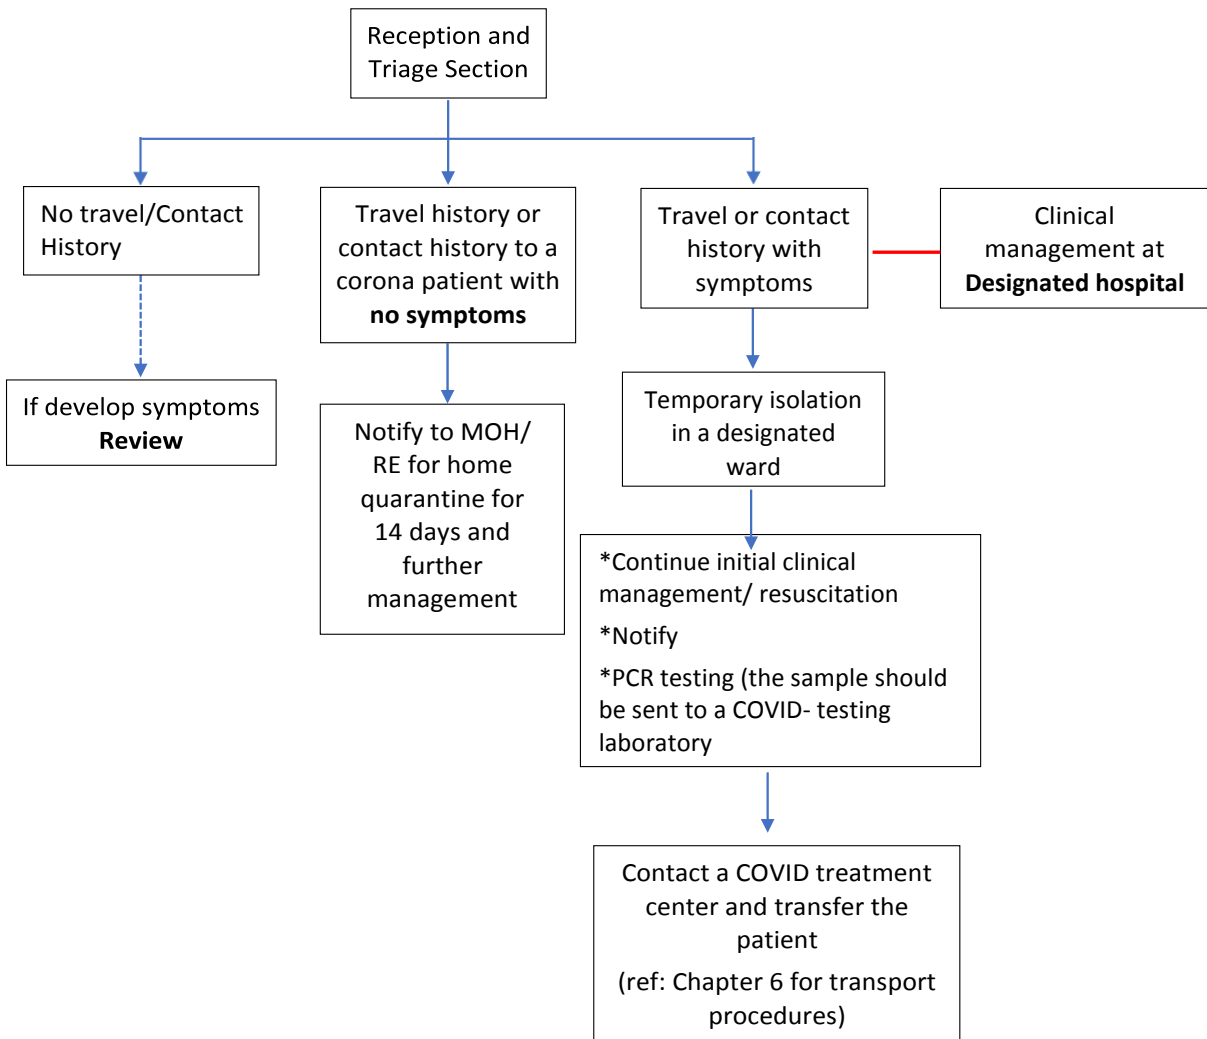 Reception and
Triage Section
No travel/Contact
History
Travel history or
contact history to a
corona patient with
no symptoms
Travel or contact
history with
symptoms
Clinical
management at
Designated hospital
If develop symptoms
Review
Notify to MOH/
RE for home
quarantine for
14 days and
further
management
Temporary isolation
in a designated
ward
*Continue initial clinical
management/ resuscitation
*Notify
*PCR testing (the sample should
be sent to a COVID- testing
laboratory
Contact a COVID treatment
center and transfer the
patient
(ref: Chapter 6 for transport
procedures)